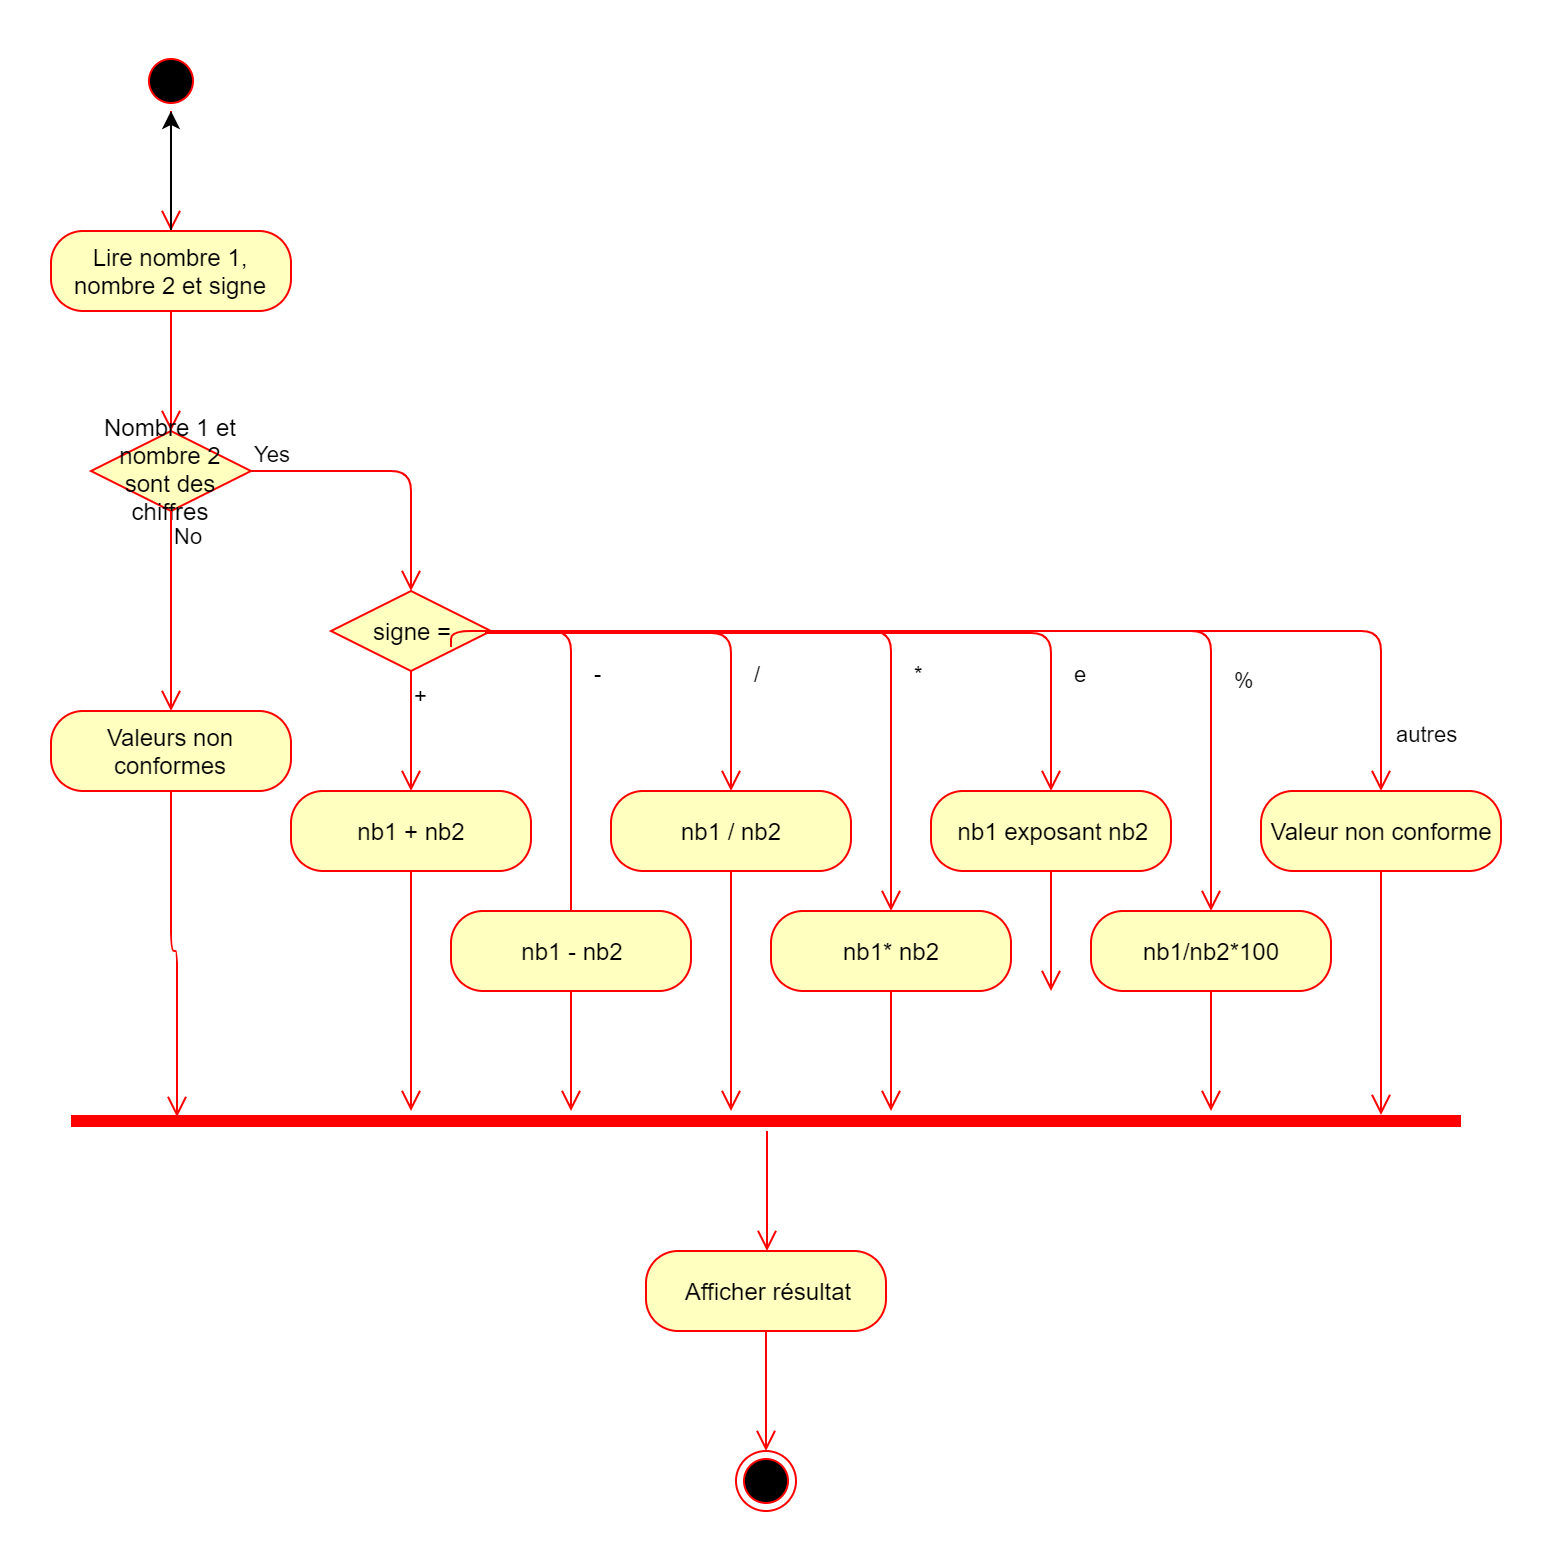 Lire nombre 1,
nombre 2 et signe
Nombre 1 et
nombre 2
sont des
chiffres
Yes
No
signe =
+
-
/
*
e
%
autres
Valeurs non
conformes
nb1 + nb2
nb1 / nb2
nb1 exposant nb2
Valeur non conforme
nb1 - nb2
nb1* nb2
nb1/nb2*100
Afficher résultat